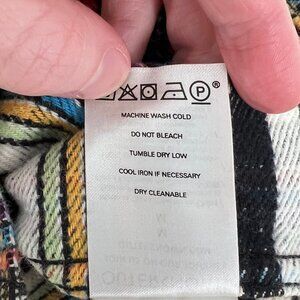 P ®
MACHINE WASH COLD
DO NOT BLEACH
TUMBLE DRY LOW
COOL IRON IF NECESSARY
DRY CLEANABLE